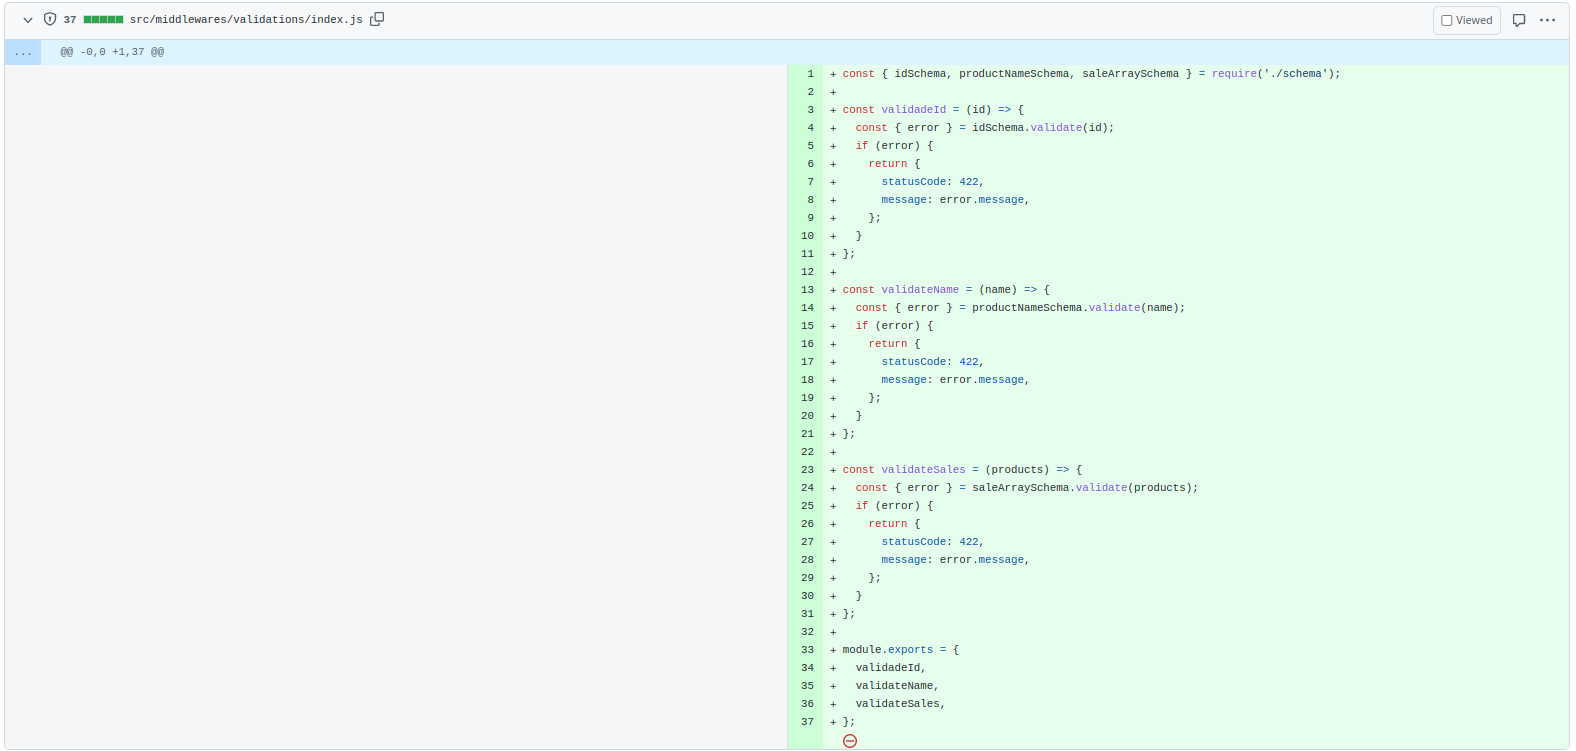 37 src/middlewares/validations/index.js Viewed
... @@ -0,0 +1,37 @@
1 + const { idSchema, productNameSchema, saleArraySchema } = require('./schema');
2 +
3 + const validadeId = (id) => {
4 +   const { error } = idSchema.validate(id);
5 +   if (error) {
6 +     return {
7 +       statusCode: 422,
8 +       message: error.message,
9 +     };
10 +   }
11 + };
12 +
13 + const validateName = (name) => {
14 +   const { error } = productNameSchema.validate(name);
15 +   if (error) {
16 +     return {
17 +       statusCode: 422,
18 +       message: error.message,
19 +     };
20 +   }
21 + };
22 +
23 + const validateSales = (products) => {
24 +   const { error } = saleArraySchema.validate(products);
25 +   if (error) {
26 +     return {
27 +       statusCode: 422,
28 +       message: error.message,
29 +     };
30 +   }
31 + };
32 +
33 + module.exports = {
34 +   validadeId,
35 +   validateName,
36 +   validateSales,
37 + };